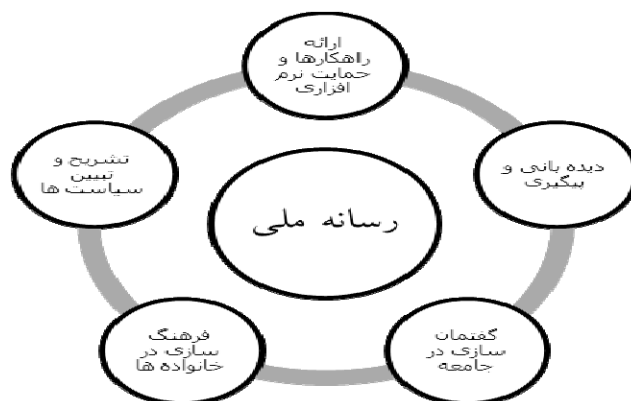 ارائه
راهکارها و
حمایت نرم
افزاری
دیده بانی و
پیگیری
گفتمان
سازی در
جامعه
فرهنگ
سازی در
خانواده ها
تشریح و
تبیین
سیاست ها
رسانه ملی